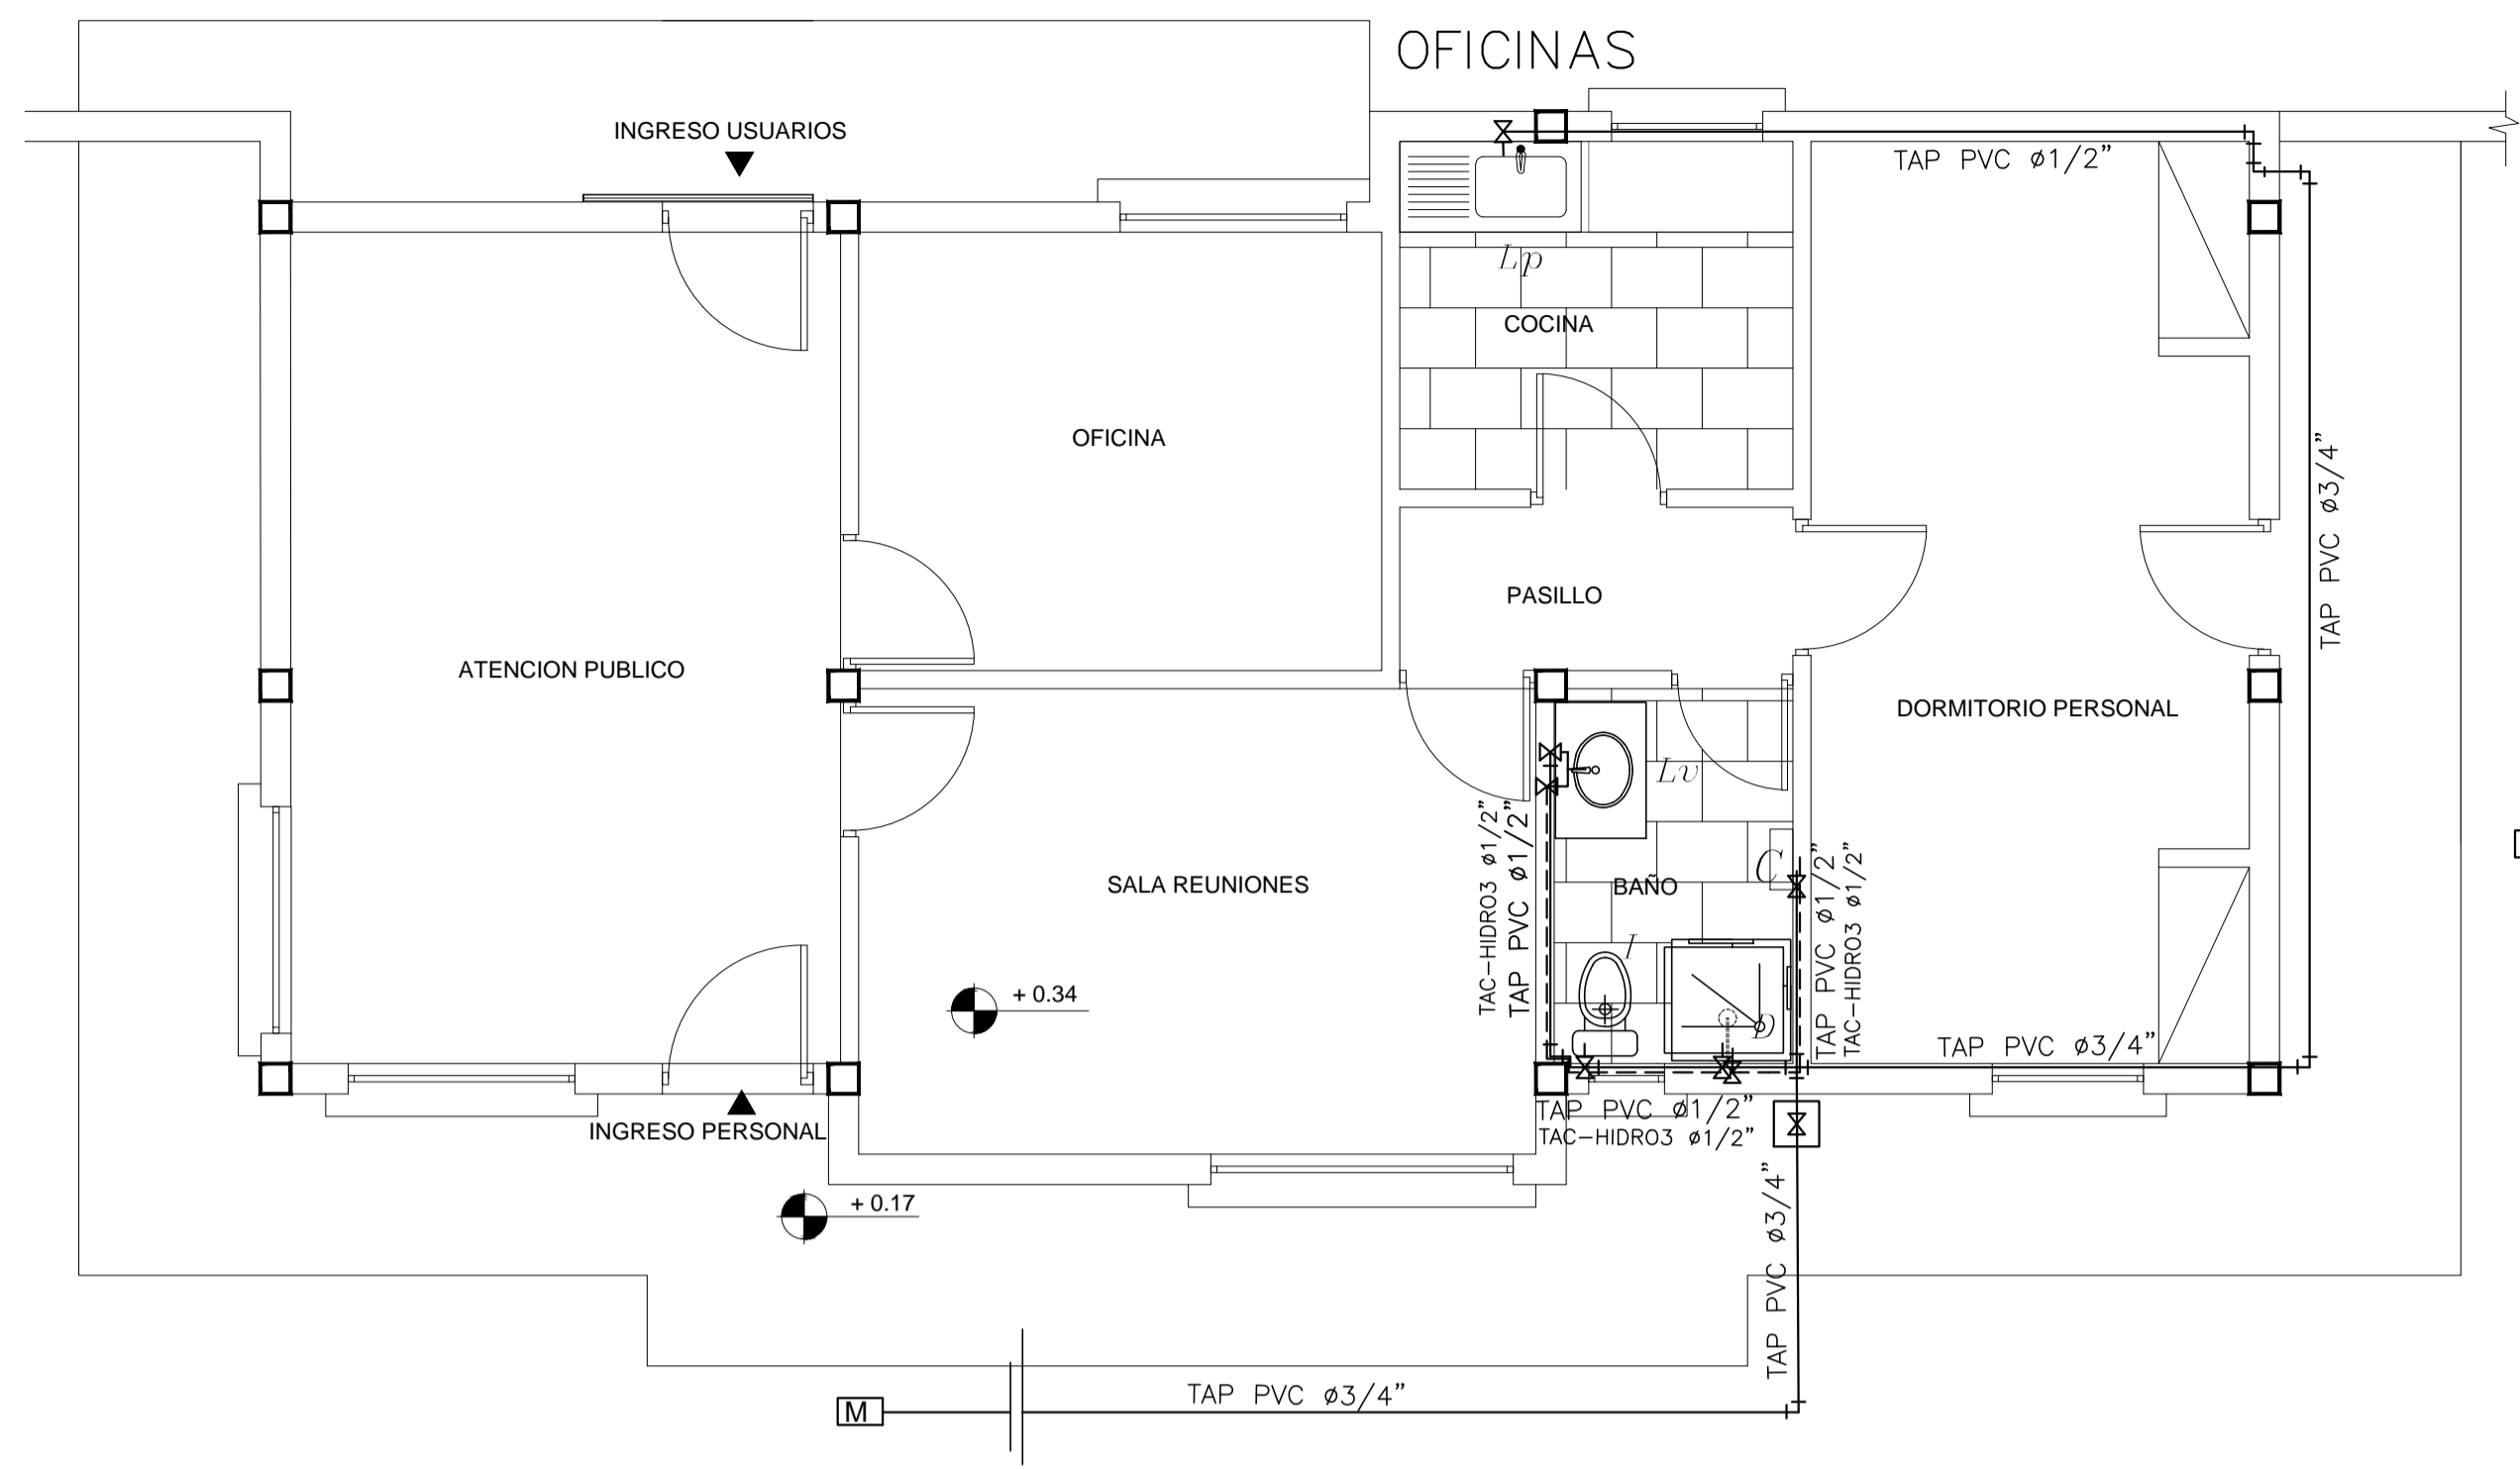 OFICINAS
INGRESO USUARIOS
TAP PVC ø1/2"
Lp
COCINA
OFICINA
TAP PVC ø3/4"
PASILLO
ATENCION PUBLICO
DORMITORIO PERSONAL
Lv
TAC-HIDRO3 ø1/2"
TAP PVC ø1/2"
SALA REUNIONES
BAÑO
C
TAP PVC ø1/2"
TAC-HIDRO3 ø1/2"
I
+ 0.34
D
TAP PVC ø3/4"
INGRESO PERSONAL
TAP PVC ø1/2"
TAC-HIDRO3 ø1/2"
+ 0.17
TAP PVC ø3/4"
M
TAP PVC ø3/4"